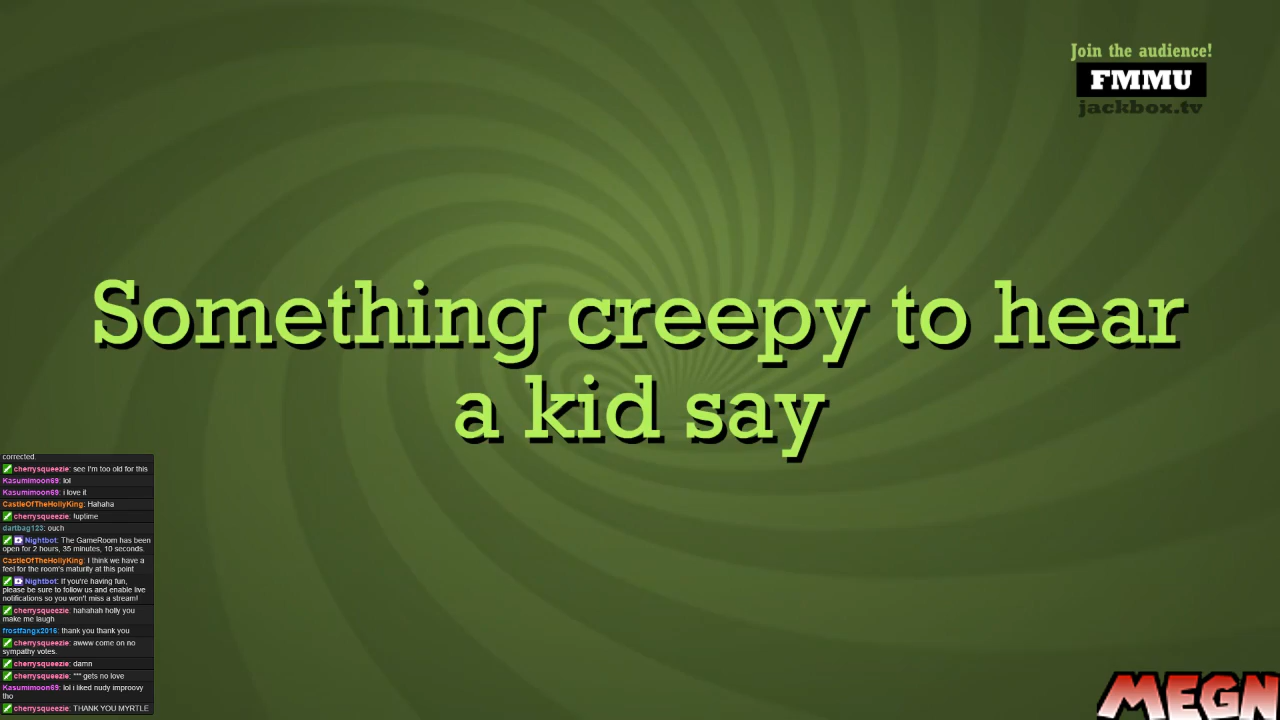 Join the audience!
FMMU
jackbox.tv
Something creepy to hear
a kid say
corrected.
cherrysqueezie: see I'm too old for this
Kasumimoon69: lol
Kasumimoon69: i love it
CastleOfTheHollyKing: Hahaha
cherrysqueezie: !uptime
dartbag123: ouch
Nightbot: The GameRoom has been
open for 2 hours, 35 minutes, 10 seconds.
CastleOfTheHollyKing: I think we have a
feel for the room's maturity at this point
Nightbot: If you're having fun,
please be sure to follow us and enable live
notifications so you won't miss a stream!
cherrysqueezie: hahahah holly you
make me laugh
frostfangx2016: thank you thank you
cherrysqueezie: awww come on no
sympathy votes.
cherrysqueezie: damn
cherrysqueezie: *** gets no love
Kasumimoon69: lol i liked nudy improovy
tho
cherrysqueezie: THANK YOU MYRTLE
MEGN